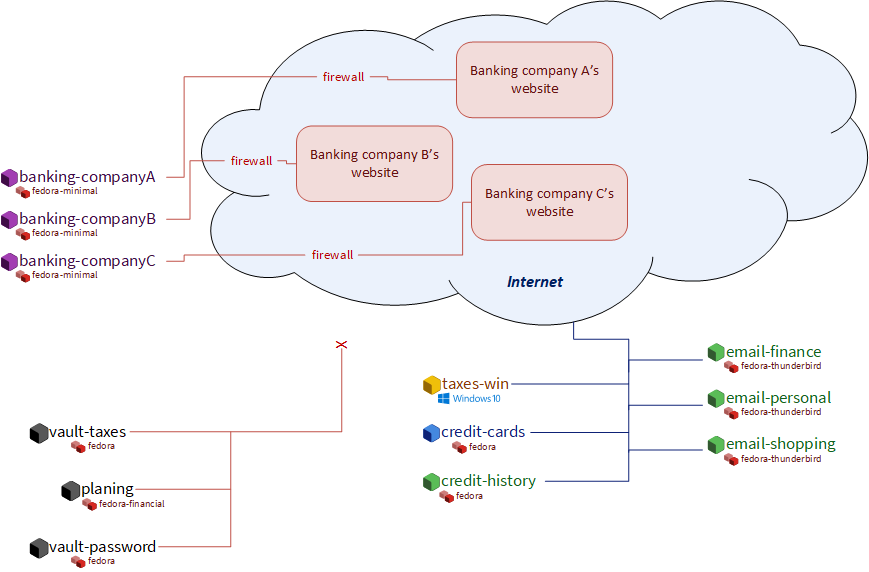 Banking company A's
website
firewall
Banking company B's
website
firewall
Banking company C's
website
firewall
banking-companyA
fedora-minimal
banking-companyB
fedora-minimal
banking-companyC
fedora-minimal
Internet
vault-taxes
fedora
planing
fedora-financial
vault-password
fedora
taxes-win
Windows 10
credit-cards
fedora
credit-history
fedora
email-finance
fedora-thunderbird
email-personal
fedora-thunderbird
email-shopping
fedora-thunderbird